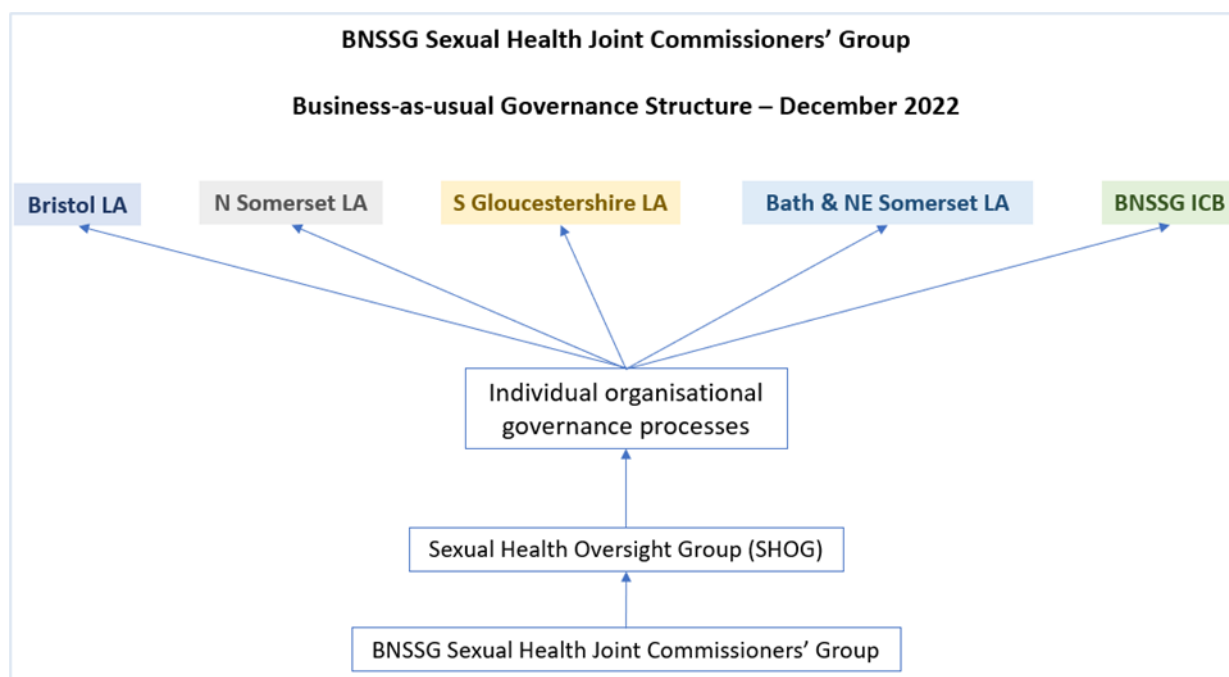 BNSSG Sexual Health Joint Commissioners’ Group
Business-as-usual Governance Structure – December 2022
Bristol LA
N Somerset LA
S Gloucestershire LA
Bath & NE Somerset LA
BNSSG ICB
Individual organisational
governance processes
Sexual Health Oversight Group (SHOG)
BNSSG Sexual Health Joint Commissioners’ Group